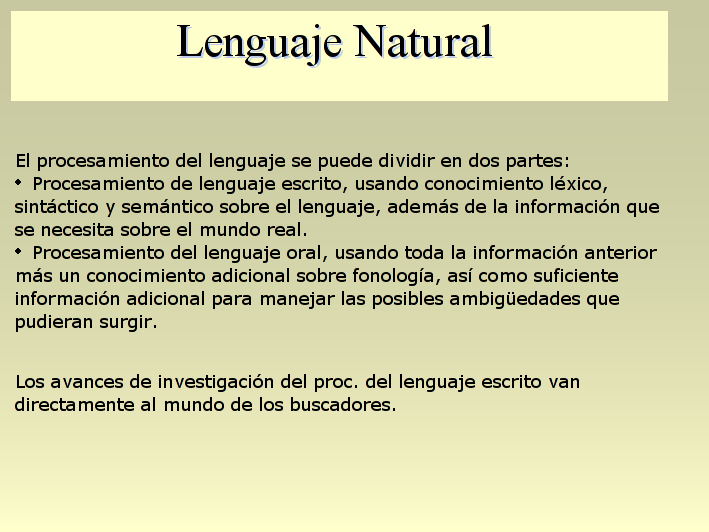 Lenguaje Natural
El procesamiento del lenguaje se puede dividir en dos partes:
• Procesamiento de lenguaje escrito, usando conocimiento léxico,
sintáctico y semántico sobre el lenguaje, además de la información que
se necesita sobre el mundo real.
• Procesamiento del lenguaje oral, usando toda la información anterior
más un conocimiento adicional sobre fonología, así como suficiente
información adicional para manejar las posibles ambigüedades que
pudieran surgir.
Los avances de investigación del proc. del lenguaje escrito van
directamente al mundo de los buscadores.